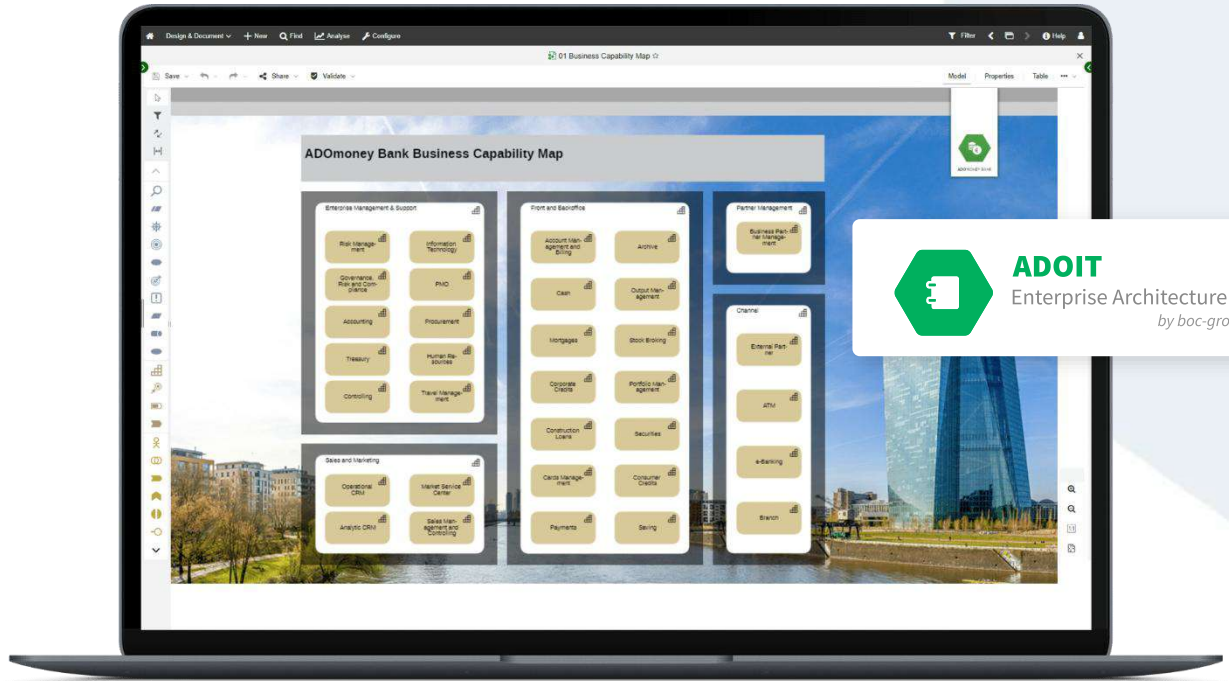 Design & Document
New
Find
Analyse
Configure
Filter
Help
01 Business Capability Map
Save
Share
Validate
Model
Properties
Table
ADOmoney Bank Business Capability Map
ADOMONEY BANK
Enterprise Management & Support
Risk Manage-
ment
Information
Technology
Governance,
Risk and Com-
pliance
PMO
Accounting
Procurement
Treasury
Human Re-
sources
Controlling
Travel Manage-
ment
Sales and Marketing
Operational
CRM
Market Service
Center
Analytic CRM
Sales Man-
agement and
Controlling
Front and Backoffice
Account Man-
agement and
Billing
Archive
Cash
Output Man-
agement
Mortgages
Stock Broking
Corporate
Credits
Portfolio Man-
agement
Construction
Loans
Securities
Cards Manage-
ment
Consumer
Credits
Payments
Saving
Partner Management
Business Part-
ner Manage-
ment
Channel
External Part-
ner
ATM
e-Banking
Branch
ADOIT
Enterprise Architecture
by boc-gro